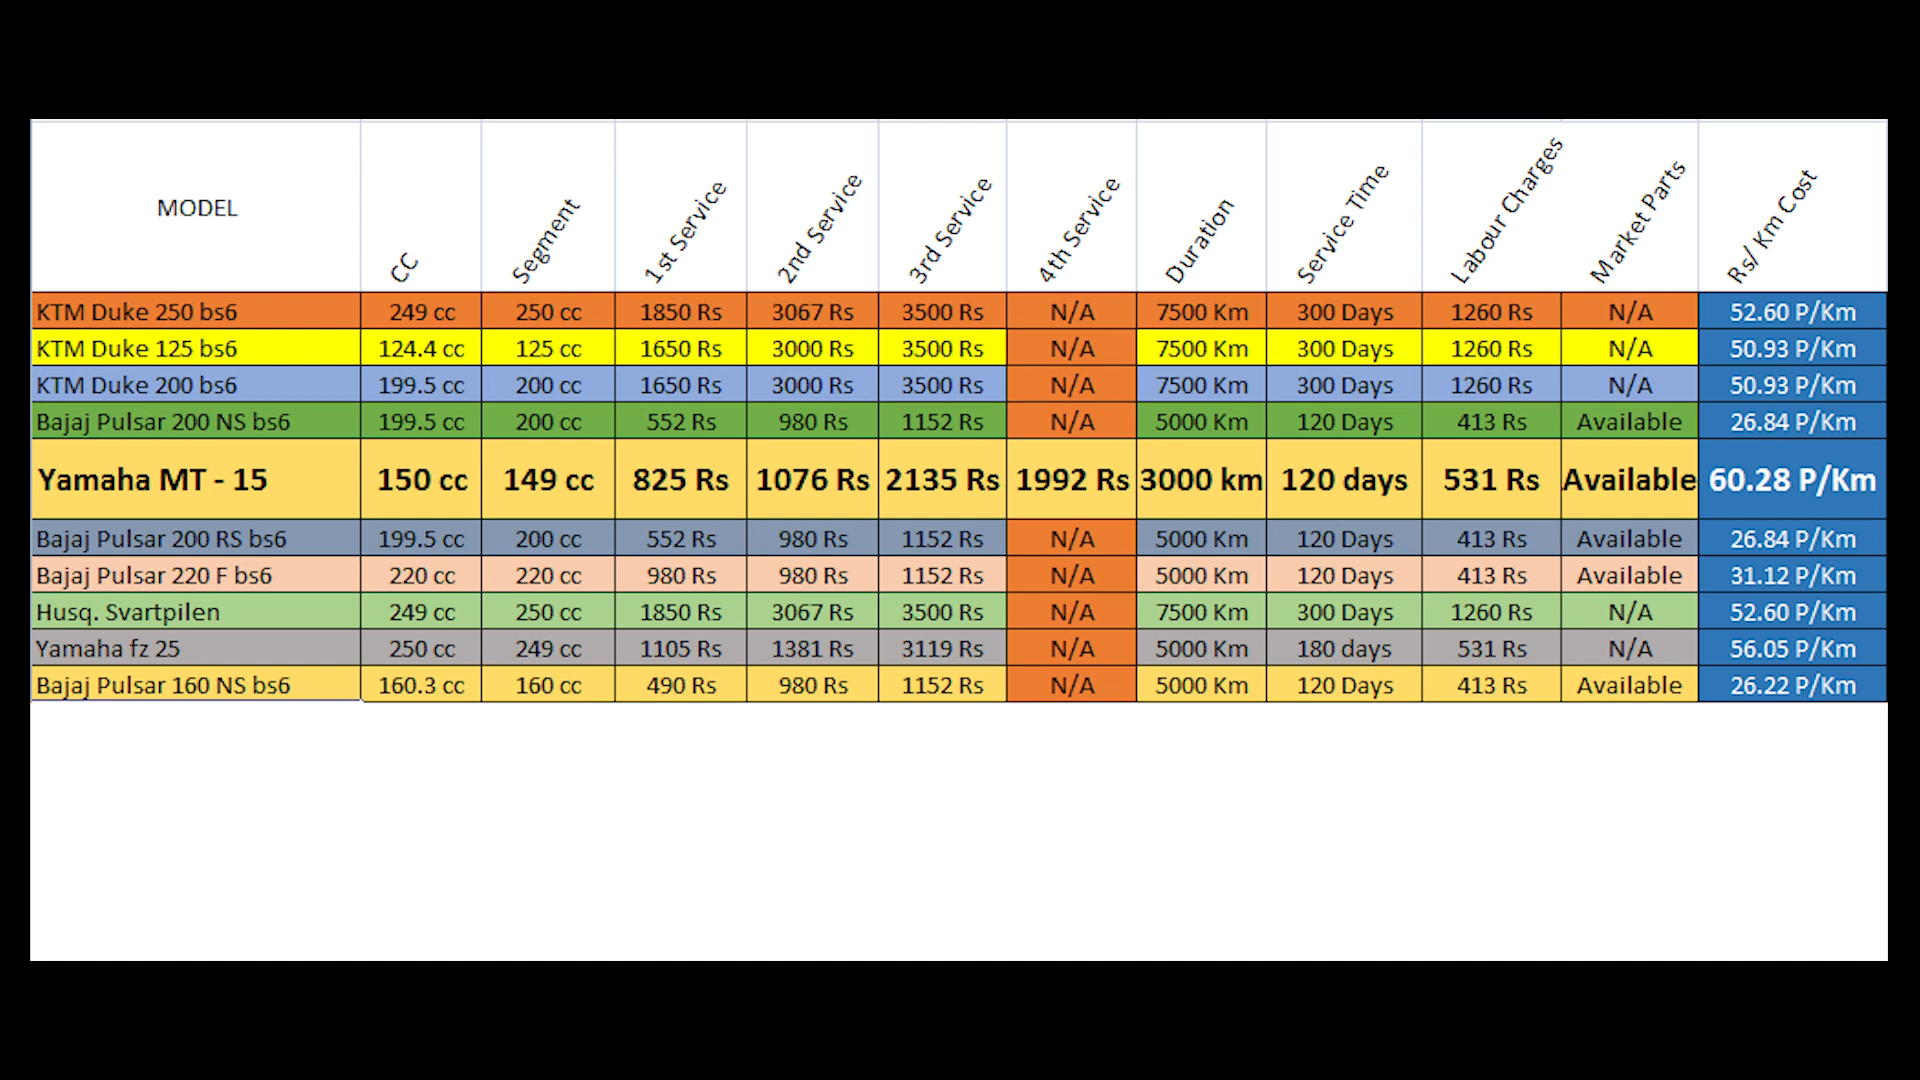 MODEL CC Segment 1st Service 2nd Service 3rd Service 4th Service Duration Service Time Labour Charges Market Parts Rs/ Km Cost
KTM Duke 250 bs6 249 cc 250 cc 1850 Rs 3067 Rs 3500 Rs N/A 7500 Km 300 Days 1260 Rs N/A 52.60 P/Km
KTM Duke 125 bs6 124.4 cc 125 cc 1650 Rs 3000 Rs 3500 Rs N/A 7500 Km 300 Days 1260 Rs N/A 50.93 P/Km
KTM Duke 200 bs6 199.5 cc 200 cc 1650 Rs 3000 Rs 3500 Rs N/A 7500 Km 300 Days 1260 Rs N/A 50.93 P/Km
Bajaj Pulsar 200 NS bs6 199.5 cc 200 cc 552 Rs 980 Rs 1152 Rs N/A 5000 Km 120 Days 413 Rs Available 26.84 P/Km
Yamaha MT - 15 150 cc 149 cc 825 Rs 1076 Rs 2135 Rs 1992 Rs 3000 km 120 days 531 Rs Available 60.28 P/Km
Bajaj Pulsar 200 RS bs6 199.5 cc 200 cc 552 Rs 980 Rs 1152 Rs N/A 5000 Km 120 Days 413 Rs Available 26.84 P/Km
Bajaj Pulsar 220 F bs6 220 cc 220 cc 980 Rs 980 Rs 1152 Rs N/A 5000 Km 120 Days 413 Rs Available 31.12 P/Km
Husq. Svartpilen 249 cc 250 cc 1850 Rs 3067 Rs 3500 Rs N/A 7500 Km 300 Days 1260 Rs N/A 52.60 P/Km
Yamaha fz 25 250 cc 249 cc 1105 Rs 1381 Rs 3119 Rs N/A 5000 Km 180 days 531 Rs N/A 56.05 P/Km
Bajaj Pulsar 160 NS bs6 160.3 cc 160 cc 490 Rs 980 Rs 1152 Rs N/A 5000 Km 120 Days 413 Rs Available 26.22 P/Km